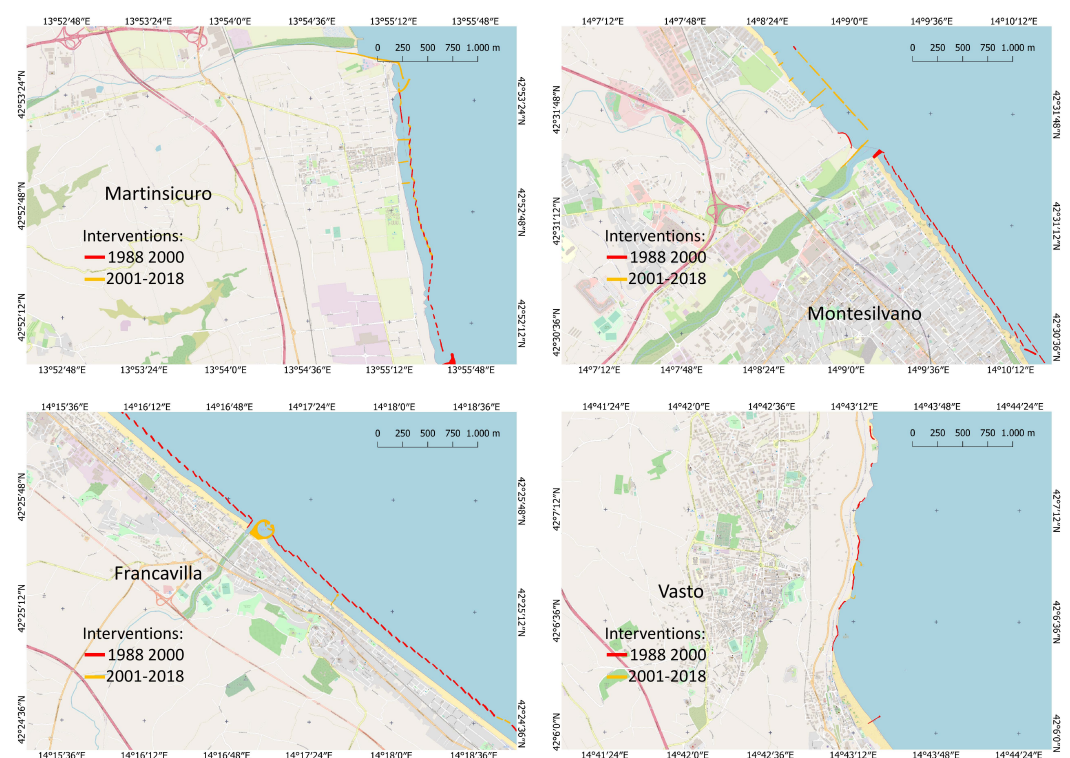 13°52'48"E 13°53'24"E 13°54'0"E 13°54'36"E 13°55'12"E 13°55'48"E
0 250 500 750 1.000 m
42°53'24"N 42°53'24"N
Martinsicuro
42°52'48"N 42°52'48"N
Interventions:
1988 2000
2001-2018
42°52'12"N 42°52'12"N
13°52'48"E 13°53'24"E 13°54'0"E 13°54'36"E 13°55'12"E 13°55'48"E
14°7'12"E 14°7'48"E 14°8'24"E 14°9'0"E 14°9'36"E 14°10'12"E
0 250 500 750 1.000 m
42°31'48"N 42°31'48"N
42°31'12"N 42°31'12"N
Interventions:
1988 2000
2001-2018
Montesilvano
42°30'36"N 42°30'36"N
14°7'12"E 14°7'48"E 14°8'24"E 14°9'0"E 14°9'36"E 14°10'12"E
14°15'36"E 14°16'12"E 14°16'48"E 14°17'24"E 14°18'0"E 14°18'36"E
0 250 500 750 1.000 m
42°25'48"N 42°25'48"N
Francavilla
42°25'12"N 42°25'12"N
Interventions:
1988 2000
2001-2018
42°24'36"N 42°24'36"N
14°15'36"E 14°16'12"E 14°16'48"E 14°17'24"E 14°18'0"E 14°18'36"E
14°41'24"E 14°42'0"E 14°42'36"E 14°43'12"E 14°43'48"E 14°44'24"E
0 250 500 750 1.000 m
42°7'12"N 42°7'12"N
Vasto
42°6'36"N 42°6'36"N
Interventions:
1988 2000
2001-2018
42°6'0"N 42°6'0"N
14°41'24"E 14°42'0"E 14°42'36"E 14°43'12"E 14°43'48"E 14°44'24"E